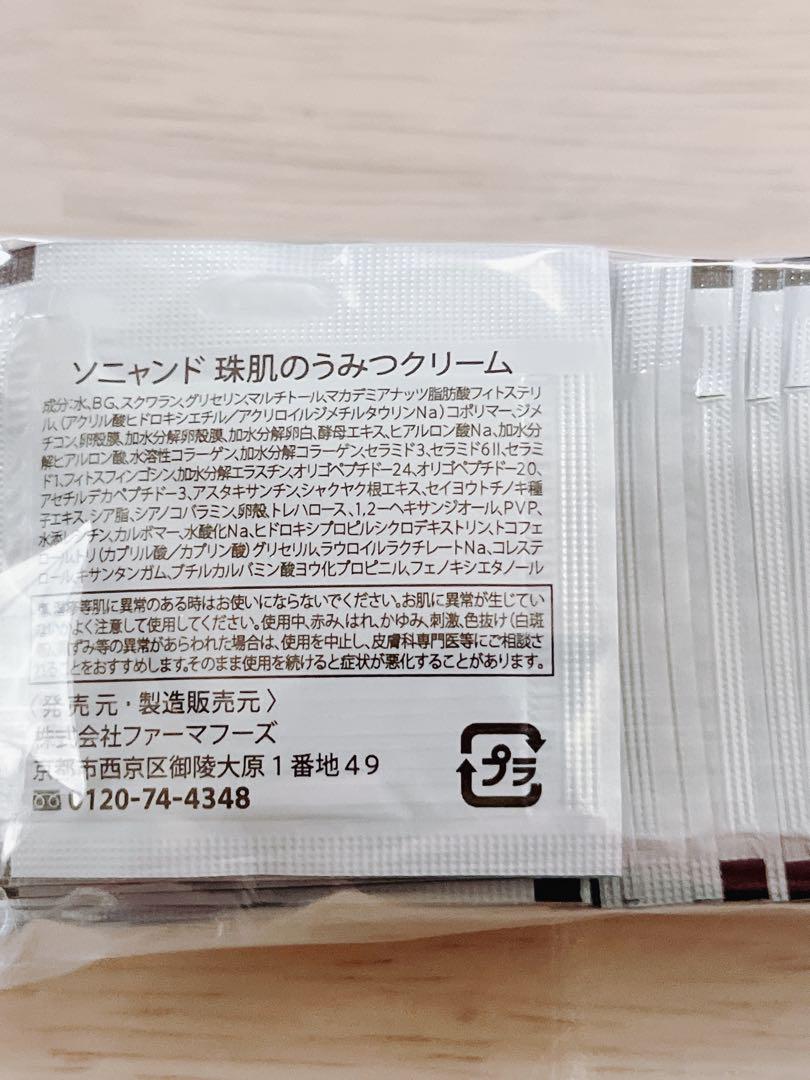 ソニャンド 珠肌のうみつクリーム
成分:水、BG、スクワラン、グリセリン、マルチトール、マカデミアナッツ脂肪酸フィトステリ
ル、(アクリル酸ヒドロキシエチル/アクリロイルジメチルタウリンNa)コポリマー、ジメ
チコン、卵殻膜、加水分解卵殻膜、加水分解卵白、酵母エキス、ヒアルロン酸Na、加水分
解ヒアルロン酸、水溶性コラーゲン、加水分解コラーゲン、セラミド3、セラミド6II、セラミ
ド1、フィトスフィンゴシン、加水分解エラスチン、オリゴペプチド-24、オリゴペプチド-20、
アセチルデカペプチド-3、アスタキサンチン、シャクヤク根エキス、セイヨウトチノキ種
子エキス、シア脂、シアノコバラミン、卵殻、トレハロース、1,2-ヘキサンジオール、PVP、
水添レシチン、カルボマー、水酸化Na、ヒドロキシプロピルシクロデキストリン、トコフェ
ロール、トリ(カプリル酸/カプリン酸)グリセリル、ラウロイルラクチレートNa、コレステ
ロール、キサンタンガム、ブチルカルバミン酸ヨウ化プロピニル、フェノキシエタノール
等肌に異常のある時はお使いにならないでください。お肌に異常が生じてい
ないかよく注意して使用してください。使用中、赤み、はれ、かゆみ、刺激、色抜け(白斑
ずみ等の異常があらわれた場合は、使用を中止し、皮膚科専門医等にご相談さ
れることをおすすめします。そのまま使用を続けると症状が悪化することがあります。
〈発売元・製造販売元〉
株式会社ファーマフーズ
京都市西京区御陵大原1番地49
0120-74-4348
プラ